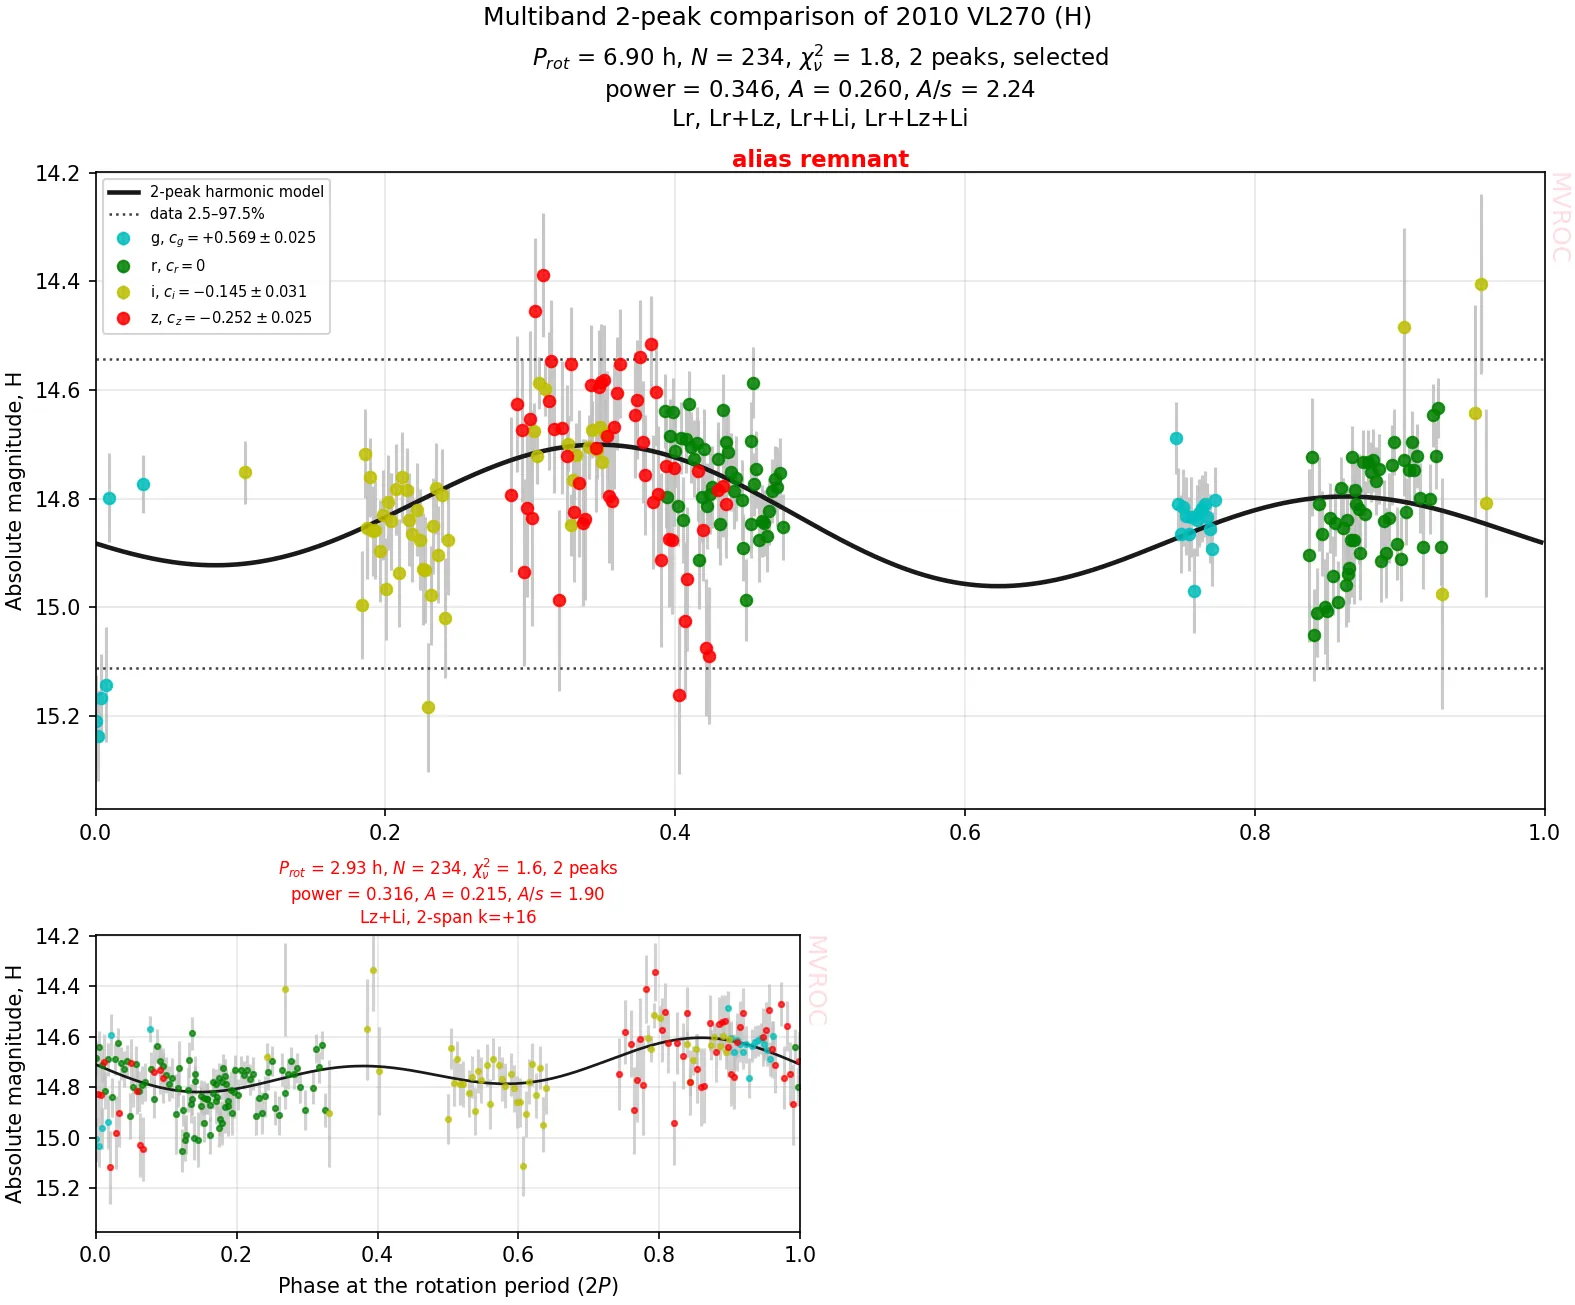 Multiband 2-peak comparison of 2010 VL270 (H)
P_rot = 6.90 h, N = 234, χ²_ν = 1.8, 2 peaks, selected
power = 0.346, A = 0.260, A/s = 2.24
Lr, Lr+Lz, Lr+Li, Lr+Lz+Li
alias remnant
14.2
14.4
14.6
14.8
15.0
15.2
Absolute magnitude, H
2-peak harmonic model
data 2.5–97.5%
g, c_g = +0.569 ± 0.025
r, c_r = 0
i, c_i = −0.145 ± 0.031
z, c_z = −0.252 ± 0.025
MVROC
0.0 0.2 0.4 0.6 0.8 1.0
P_rot = 2.93 h, N = 234, χ²_ν = 1.6, 2 peaks
power = 0.316, A = 0.215, A/s = 1.90
Lz+Li, 2-span k=+16
14.2
14.4
14.6
14.8
15.0
15.2
Absolute magnitude, H
MVROC
0.0 0.2 0.4 0.6 0.8 1.0
Phase at the rotation period (2P)